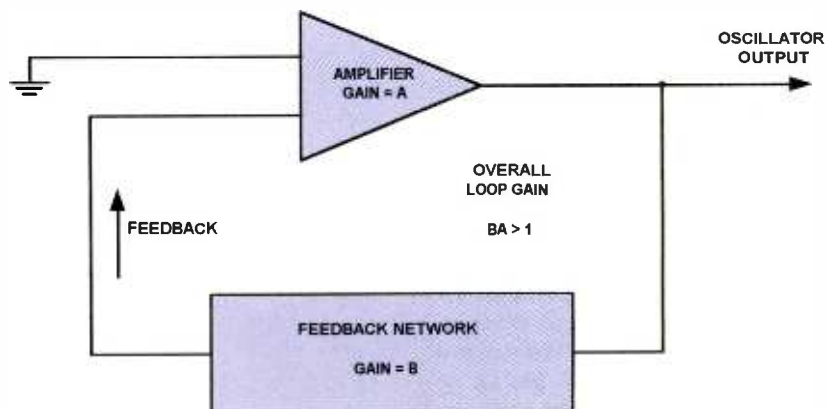 OSCILLATOR
OUTPUT
AMPLIFIER
GAIN = A
OVERALL
LOOP GAIN
BA > 1
FEEDBACK
FEEDBACK NETWORK
GAIN = B